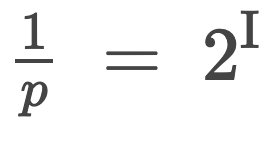 1/p = 2^I